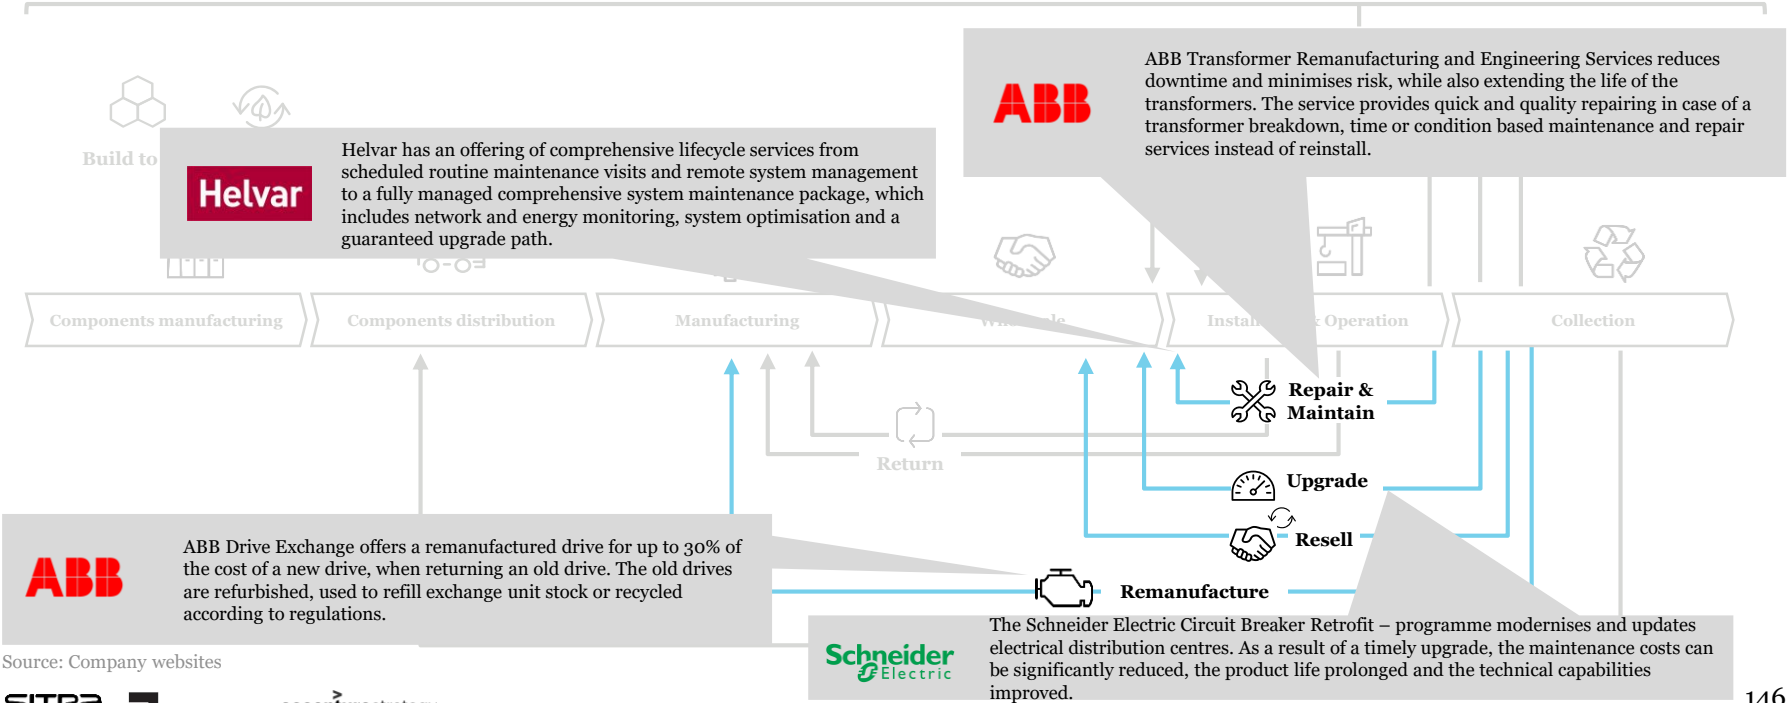 ABB
ABB Transformer Remanufacturing and Engineering Services reduces
downtime and minimises risk, while also extending the life of the
transformers. The service provides quick and quality repairing in case of a
transformer breakdown, time or condition based maintenance and repair
services instead of reinstall.
Build to
Helvar
Helvar has an offering of comprehensive lifecycle services from
scheduled routine maintenance visits and remote system management
to a fully managed comprehensive system maintenance package, which
includes network and energy monitoring, system optimisation and a
guaranteed upgrade path.
Components manufacturing
Components distribution
Manufacturing
Operation
Collection
Repair &
Maintain
Return
Upgrade
Resell
Remanufacture
ABB
ABB Drive Exchange offers a remanufactured drive for up to 30% of
the cost of a new drive, when returning an old drive. The old drives
are refurbished, used to refill exchange unit stock or recycled
according to regulations.
Schneider
Electric
The Schneider Electric Circuit Breaker Retrofit – programme modernises and updates
electrical distribution centres. As a result of a timely upgrade, the maintenance costs can
be significantly reduced, the product life prolonged and the technical capabilities
improved.
Source: Company websites
SITRA
146